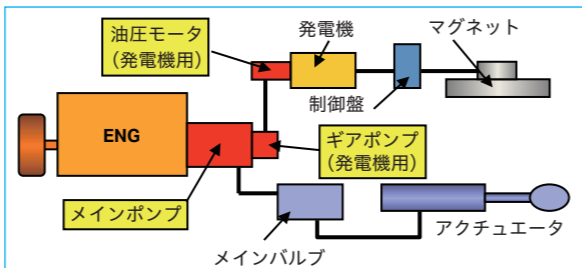 油圧モータ
(発電機用)
発電機
マグネット
制御盤
ENG
ギアポンプ
(発電機用)
メインポンプ
メインバルブ
アクチュエータ